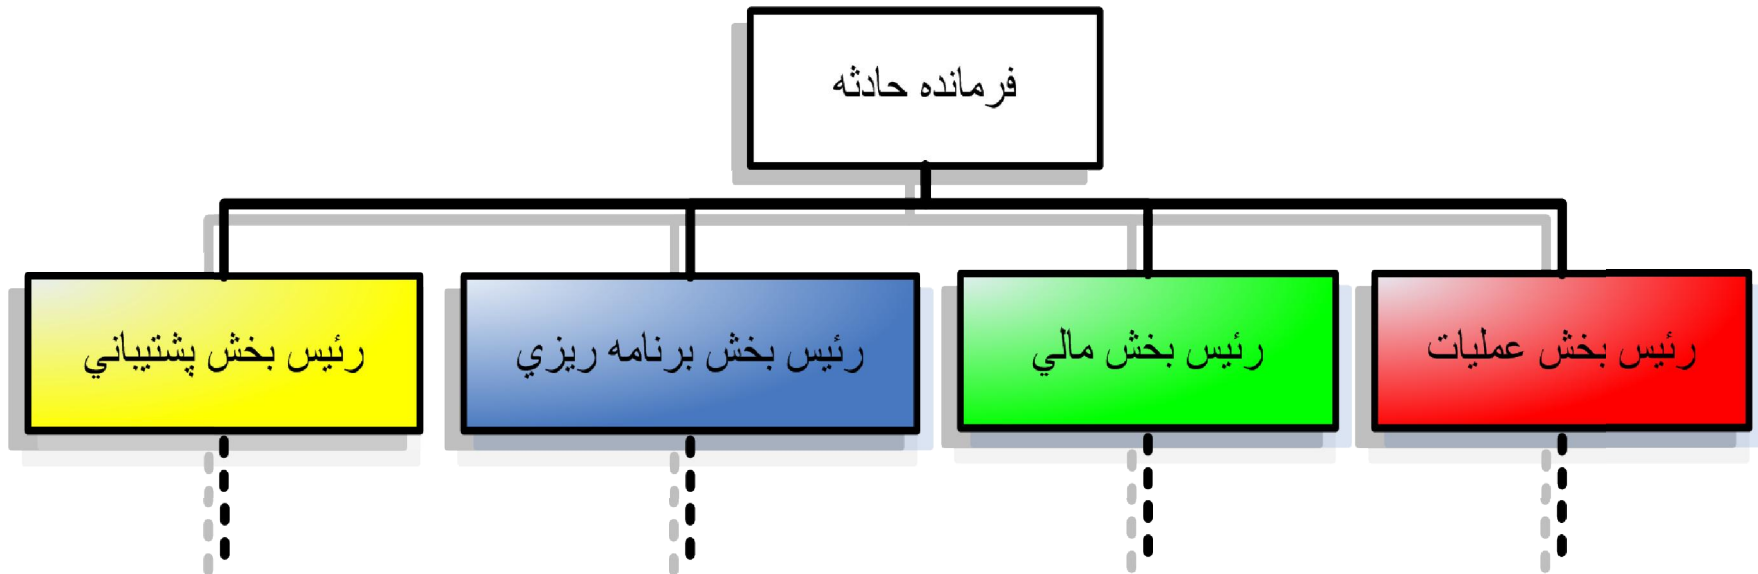 فرمانده حادثه
رئيس بخش عمليات
رئيس بخش مالي
رئيس بخش برنامه ريزي
رئيس بخش پشتيباني